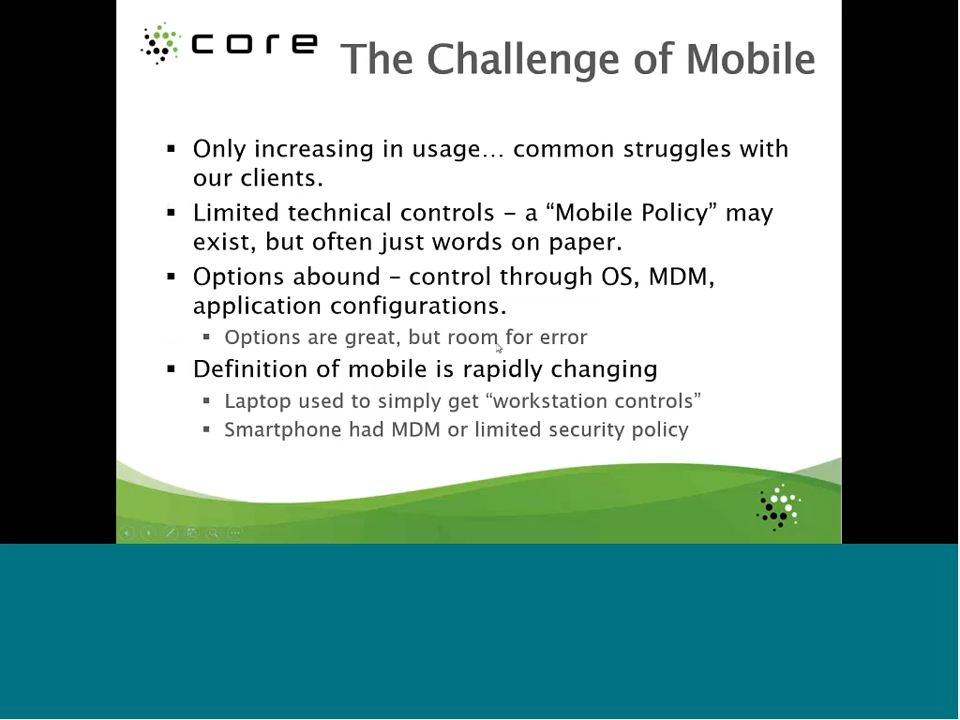 core
The Challenge of Mobile
▪ Only increasing in usage… common struggles with
our clients.
▪ Limited technical controls – a “Mobile Policy” may
exist, but often just words on paper.
▪ Options abound – control through OS, MDM,
application configurations.
▪ Options are great, but room for error
▪ Definition of mobile is rapidly changing
▪ Laptop used to simply get “workstation controls”
▪ Smartphone had MDM or limited security policy